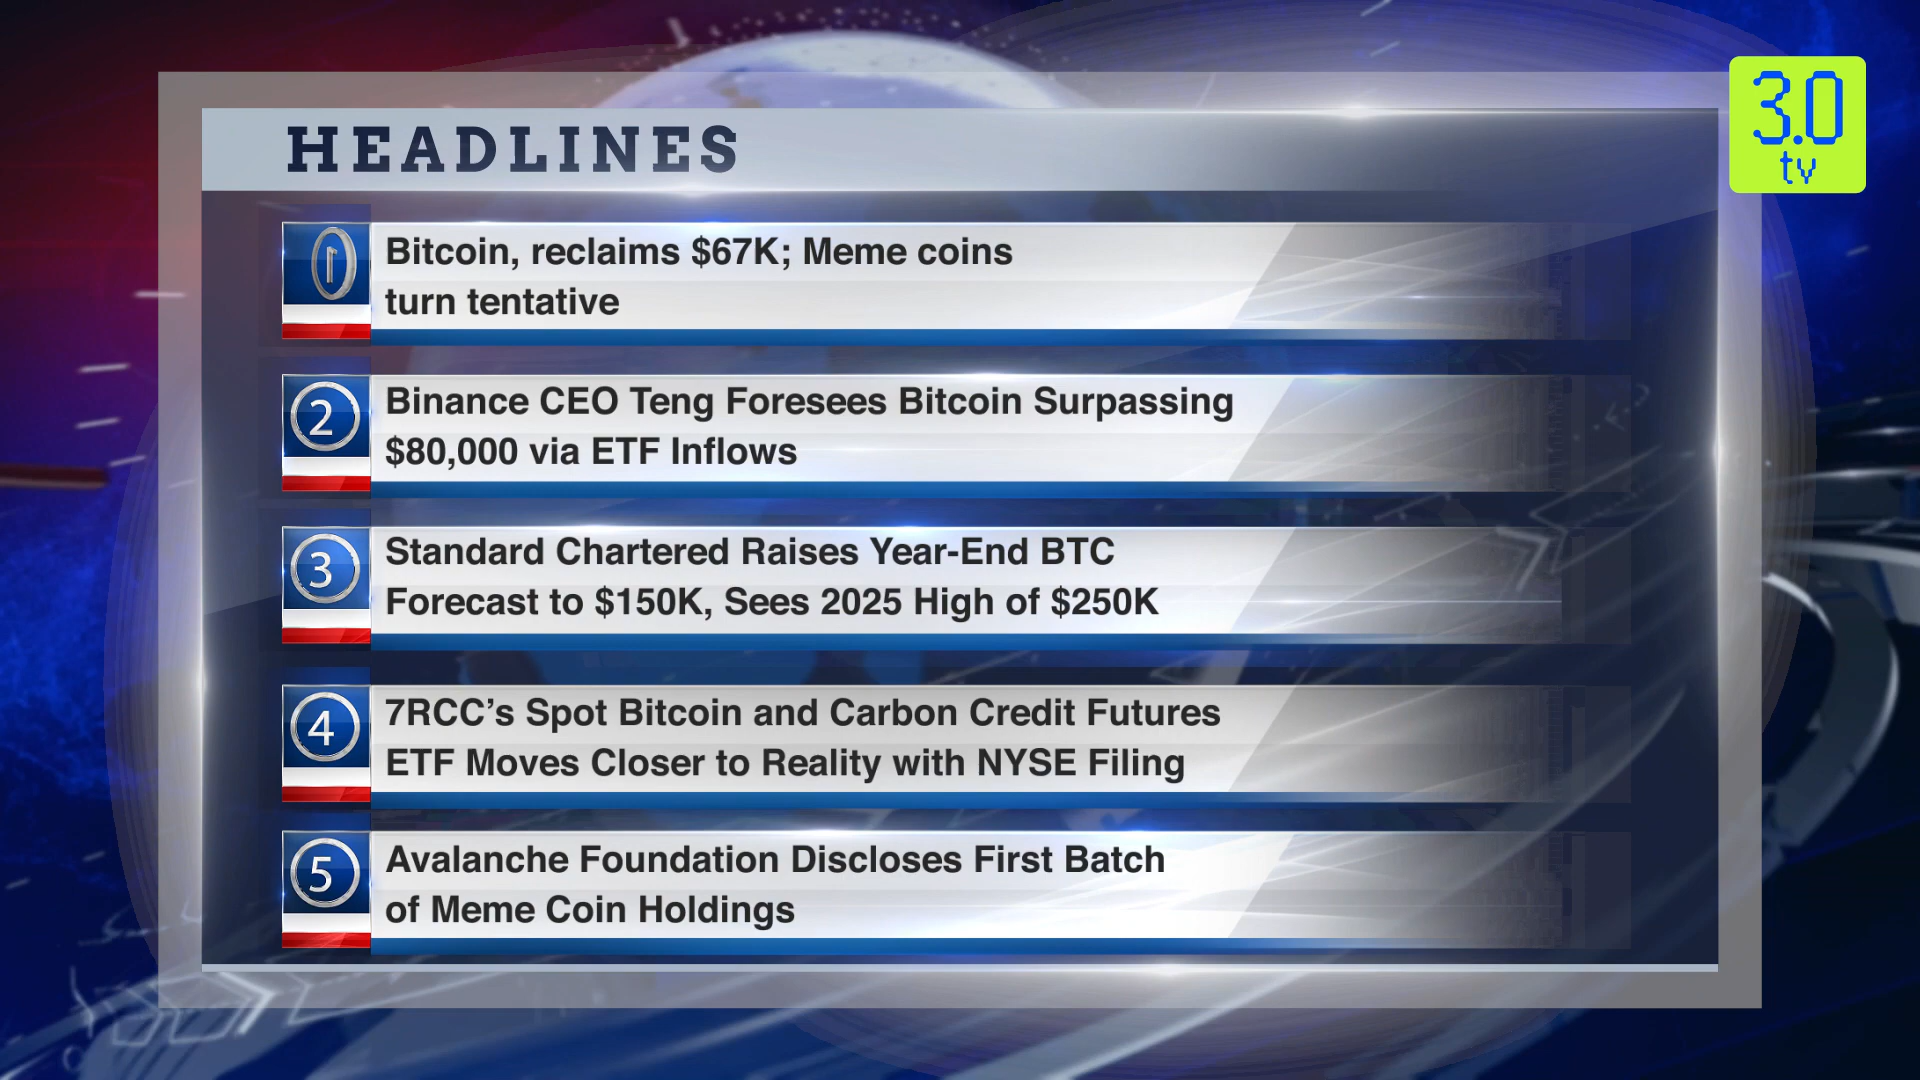 HEADLINES
3.0
tv
1
Bitcoin, reclaims $67K; Meme coins
turn tentative
2
Binance CEO Teng Foresees Bitcoin Surpassing
$80,000 via ETF Inflows
3
Standard Chartered Raises Year-End BTC
Forecast to $150K, Sees 2025 High of $250K
4
7RCC’s Spot Bitcoin and Carbon Credit Futures
ETF Moves Closer to Reality with NYSE Filing
5
Avalanche Foundation Discloses First Batch
of Meme Coin Holdings